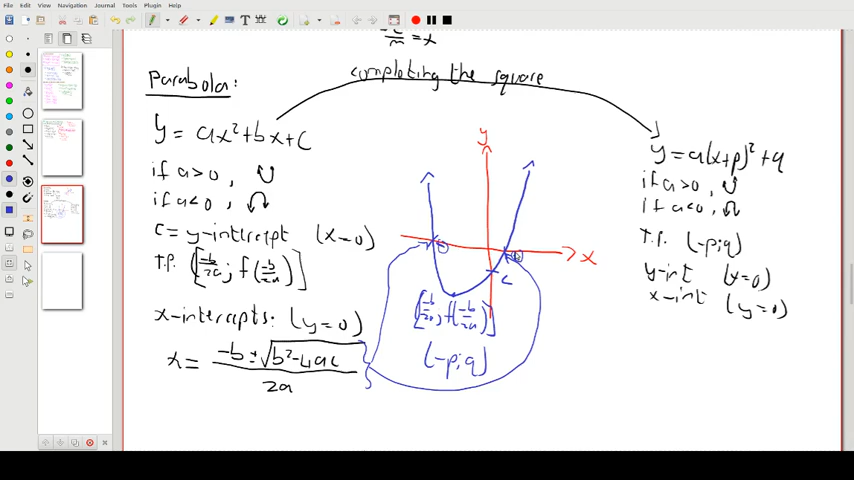 File Edit View Navigation Journal Tools Plugin Help
-c/m = x
Parabola:
completing the square
y = ax²+bx+c
if a>0 ,
if a<0 ,
c = y-intercept (x=0)
T.P. [-b/2a ; f(-b/2a)]
x-intercepts: (y=0)
x = -b±√b²-4ac / 2a
y
x
c
[-b/2a ; f(-b/2a)]
(-p;q)
y = a(x+p)²+q
if a>0 ,
if a<0 ,
T.P. (-p;q)
y-int (x=0)
x-int (y=0)